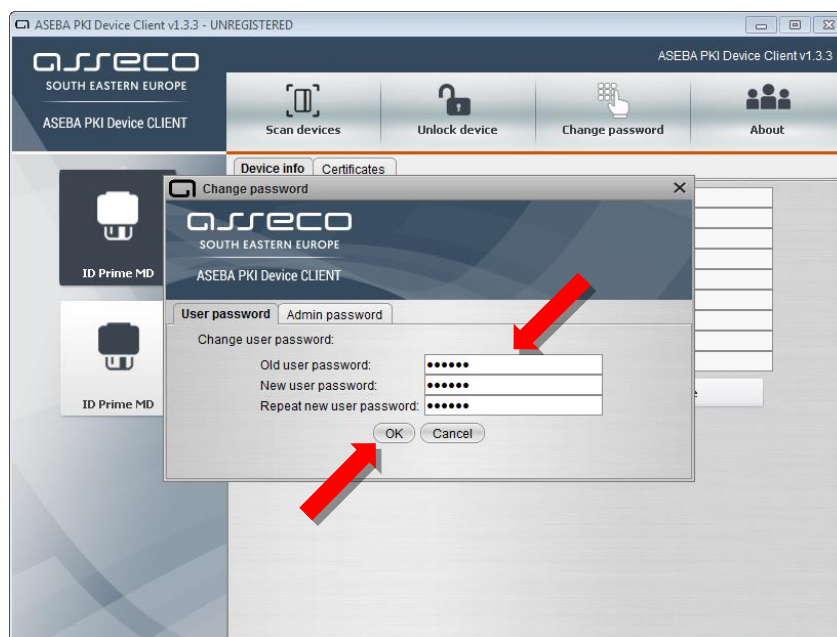 ASEBA PKI Device Client v1.3.3 - UNREGISTERED
asseco
SOUTH EASTERN EUROPE
ASEBA PKI Device CLIENT
ASEBA PKI Device Client v1.3.3
Scan devices
Unlock device
Change password
About
Device info
Certificates
ID Prime MD
ID Prime MD
Change password
asseco
SOUTH EASTERN EUROPE
ASEBA PKI Device CLIENT
User password
Admin password
Change user password:
Old user password: ••••••
New user password: ••••••
Repeat new user password: ••••••
OK
Cancel